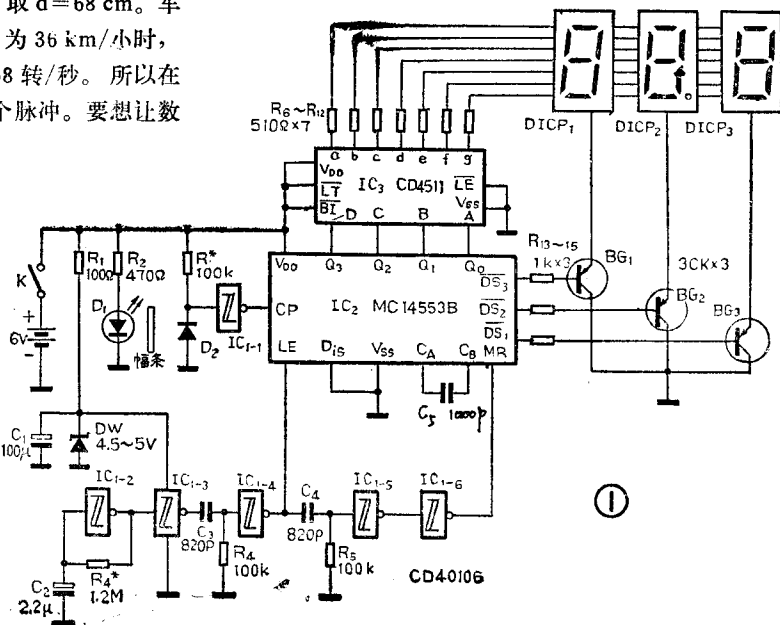 取 d=68 cm。车
为 36 km/小时,
68 转/秒。所以在
个脉冲。要想让数
R6~R12
510Ω×7
a b c d e f g
DICP1 DICP2 DICP3
VDD
LT
BI
IC3 CD4511
LE
VSS
D C B A
K
6V
+
−
R1
100Ω
R2
470Ω
R*
100k
D1
幅条
D2
IC1-1
VDD Q3 Q2 Q1 Q0
CP
IC2 MC14553B
LE DiS VSS CA CB MR
DS3
DS2
DS1
C5 1000p
R13~15
1k×3
BG1
3CK×3
BG2
BG3
C1
100μ
DW
4.5~5V
IC1-2
IC1-3
IC1-4
IC1-5
IC1-6
C3
820P
C4
820P
R4
100k
R5
100k
R4*
1.2M
C2
2.2μ
CD40106
①